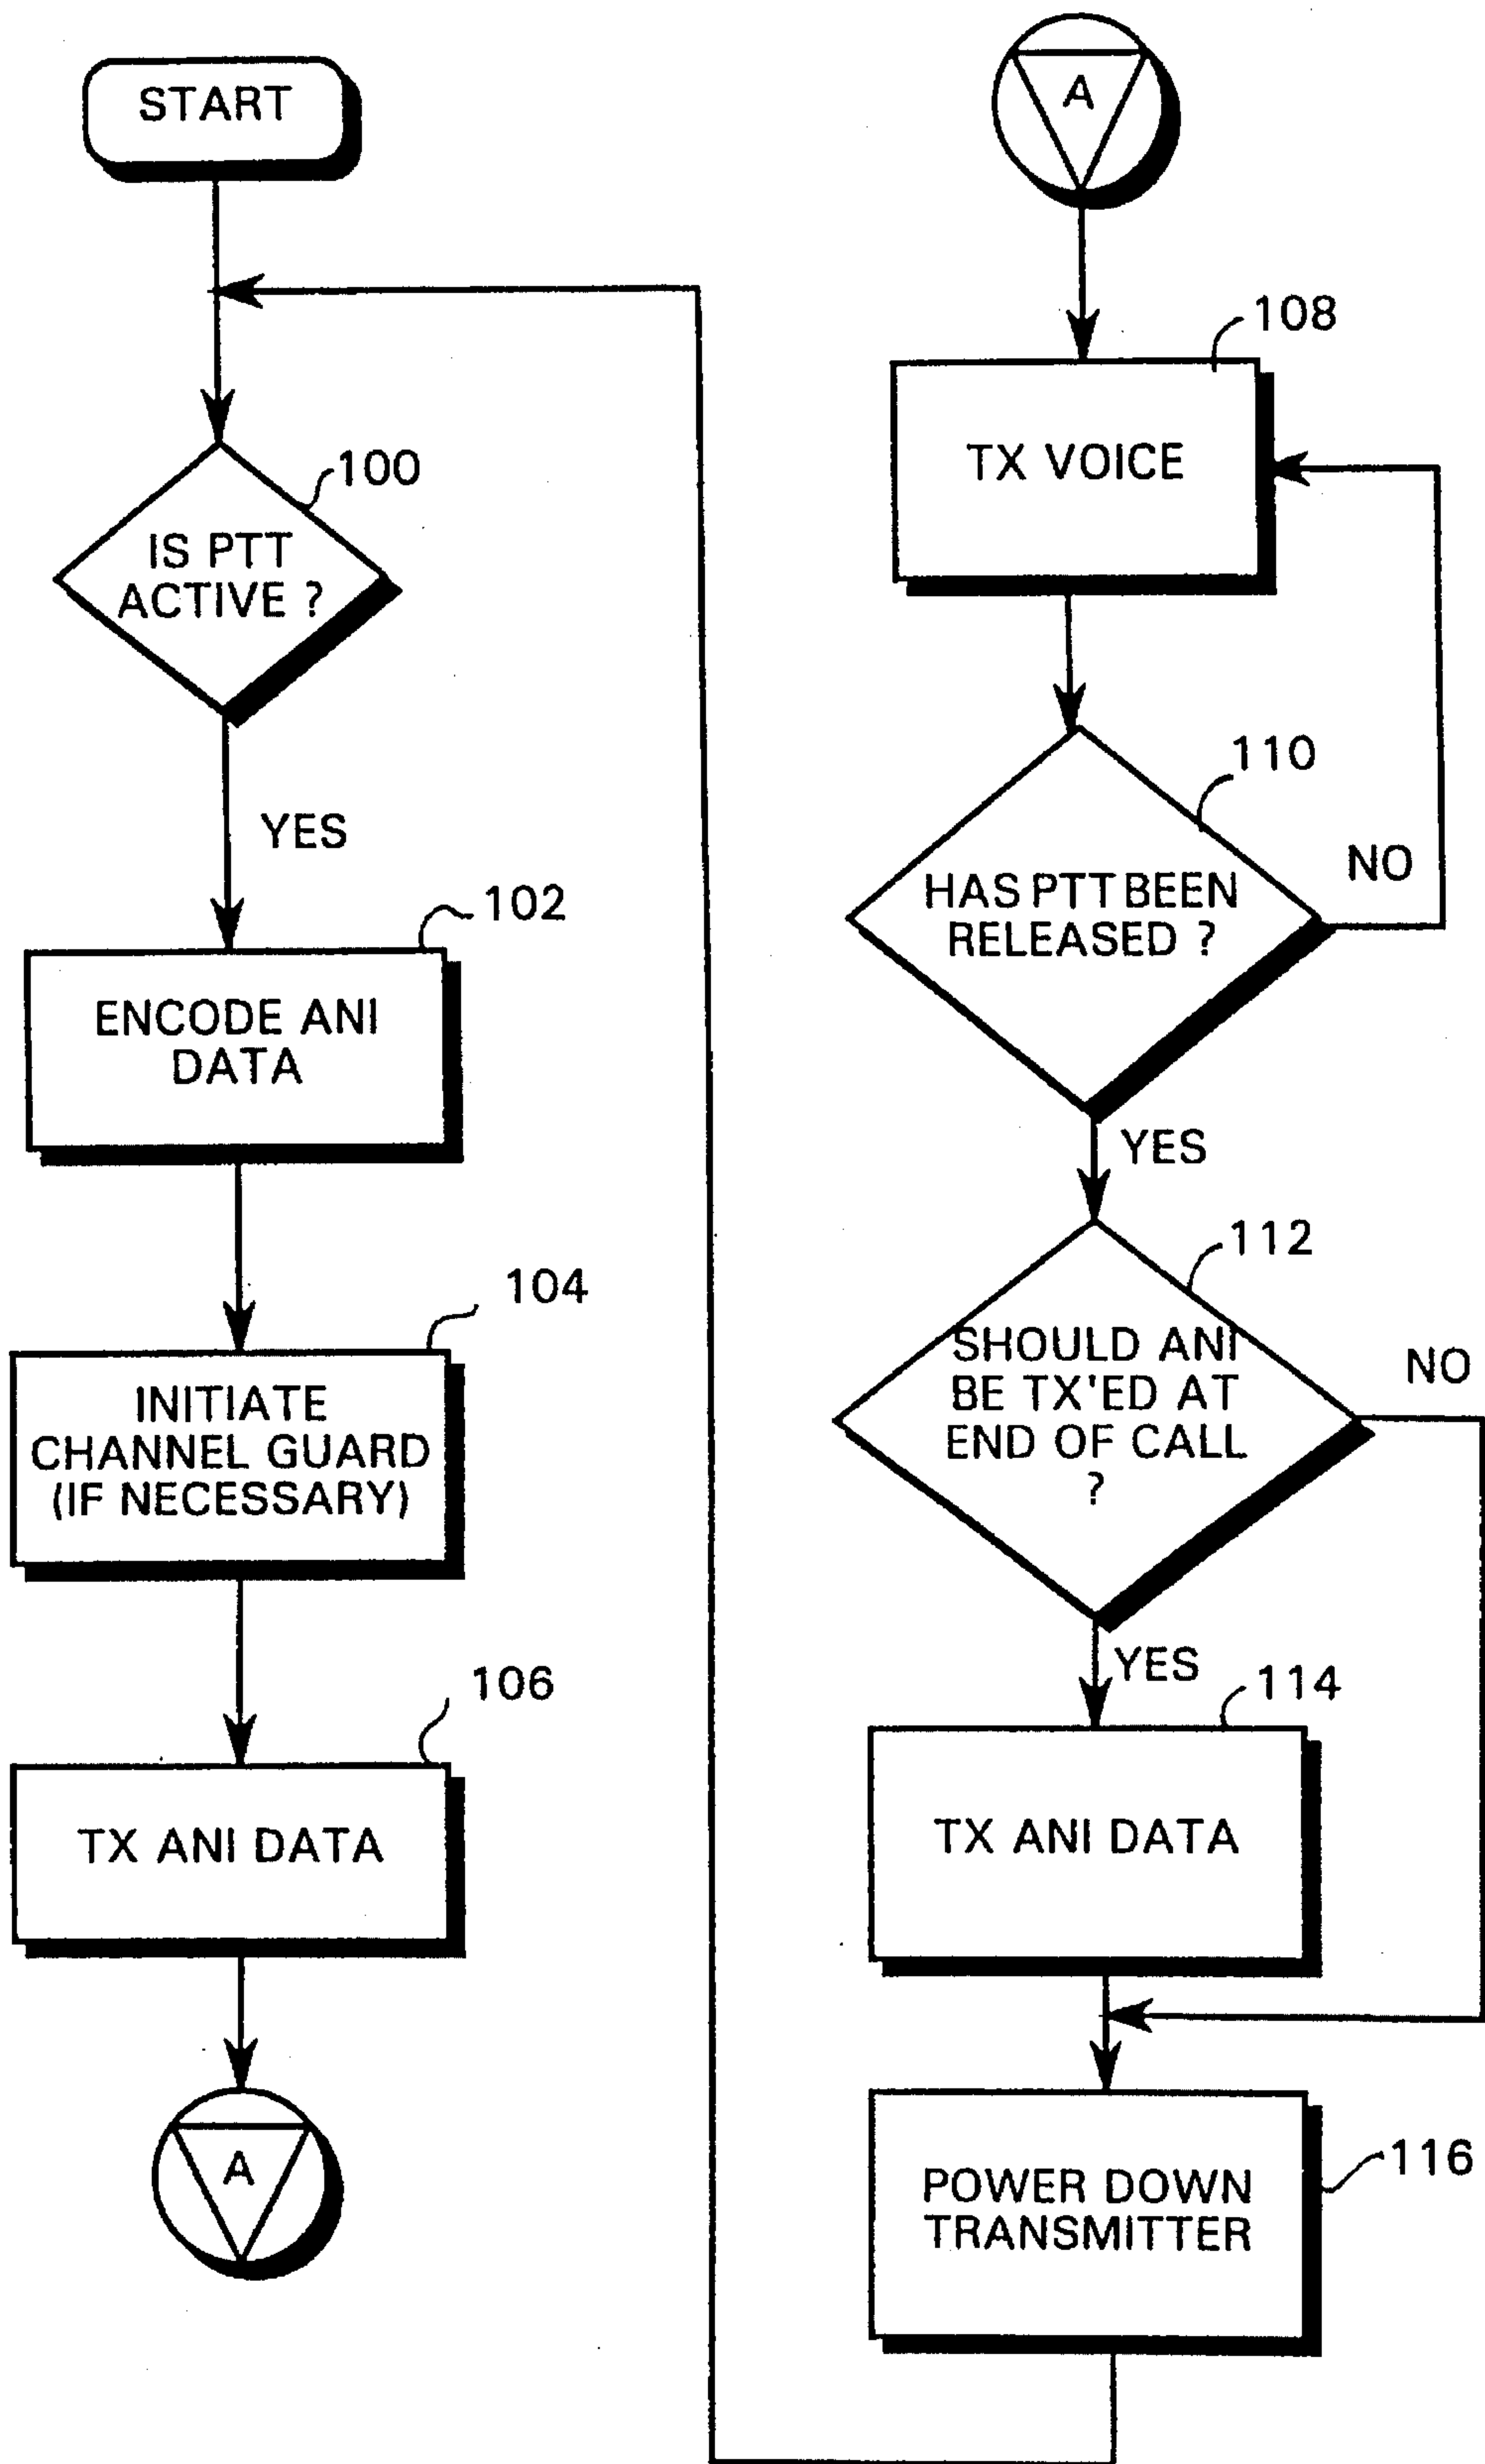 START
100
IS PTT
ACTIVE ?
YES
102
ENCODE ANI
DATA
104
INITIATE
CHANNEL GUARD
(IF NECESSARY)
106
TX ANI DATA
A
A
108
TX VOICE
110
HAS PTT BEEN
RELEASED ?
NO
YES
112
SHOULD ANI
BE TX'ED AT
END OF CALL
?
NO
YES
114
TX ANI DATA
116
POWER DOWN
TRANSMITTER